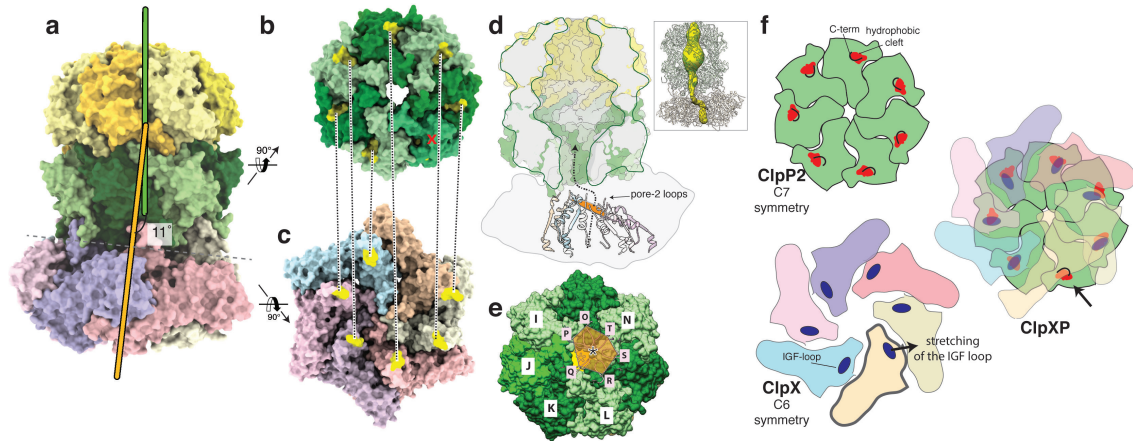 a
11°
90°
90°
b
x
c
d
pore-2 loops
e
I
O
N
P
T
J
S
Q
R
K
L
*
f
C-term
hydrophobic
cleft
ClpP2
C7
symmetry
ClpXP
IGF-loop
stretching
of the IGF loop
ClpX
C6
symmetry